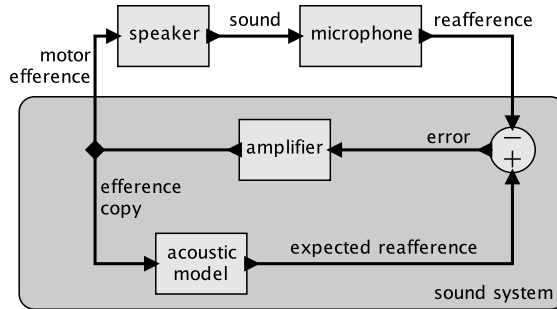 speaker
sound
microphone
reafference
motor
efference
amplifier
error
−
+
efference
copy
acoustic
model
expected reafference
sound system